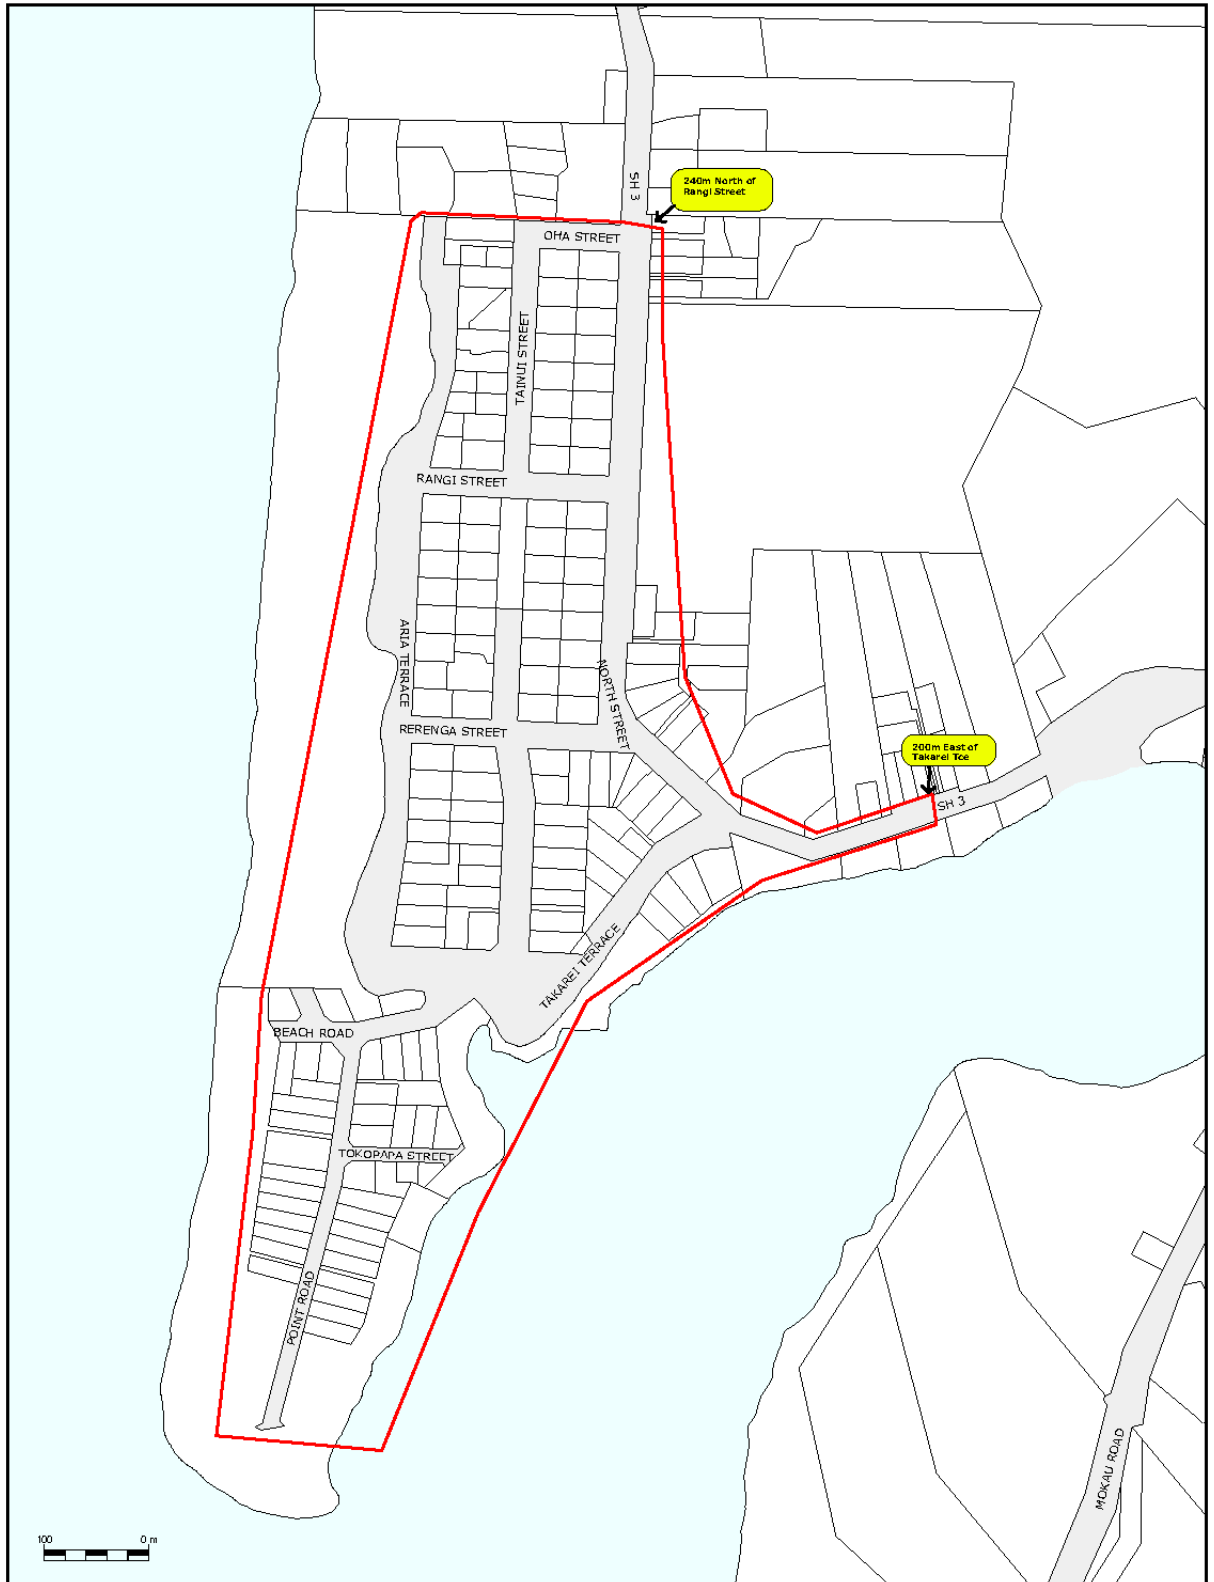 SH 3
240m North of
Rangi Street
OHA STREET
TAINUI STREET
RANGI STREET
ARIA TERRACE
NORTH STREET
RERENGA STREET
200m East of
Takarei Tce
SH 3
TAKAREI TERRACE
BEACH ROAD
TOKOPAPA STREET
POINT ROAD
MOKAU ROAD
100 0 m